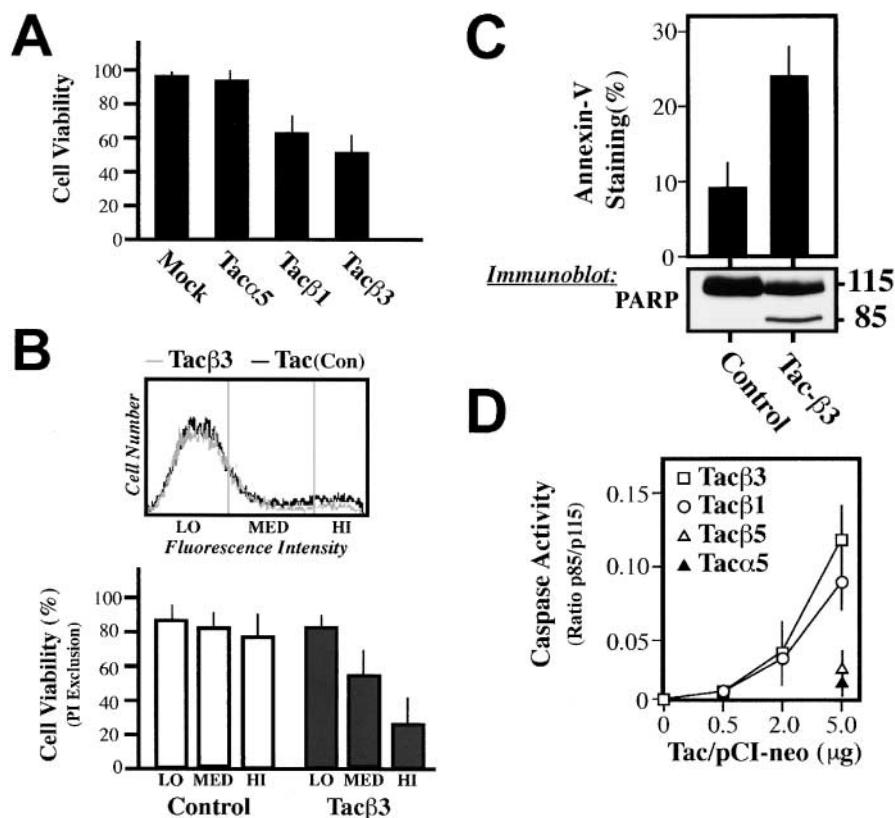 A
Cell Viability
100
80
60
40
20
0
Mock
Tacα5
Tacβ1
Tacβ3
B
Tacβ3 Tac(Con)
Cell Number
LO MED HI
Fluorescence Intensity
Cell Viability (%)
(PI Exclusion)
100
80
60
40
20
0
LO MED HI LO MED HI
Control Tacβ3
C
Annexin-V
Staining(%)
30
20
10
0
Immunoblot:
PARP
-115
-85
Control
Tac-β3
D
Caspase Activity
(Ratio p85/p115)
0.15
0.10
0.05
0
Tacβ3
Tacβ1
Tacβ5
Tacα5
0 0.5 2.0 5.0
Tac/pCI-neo (μg)